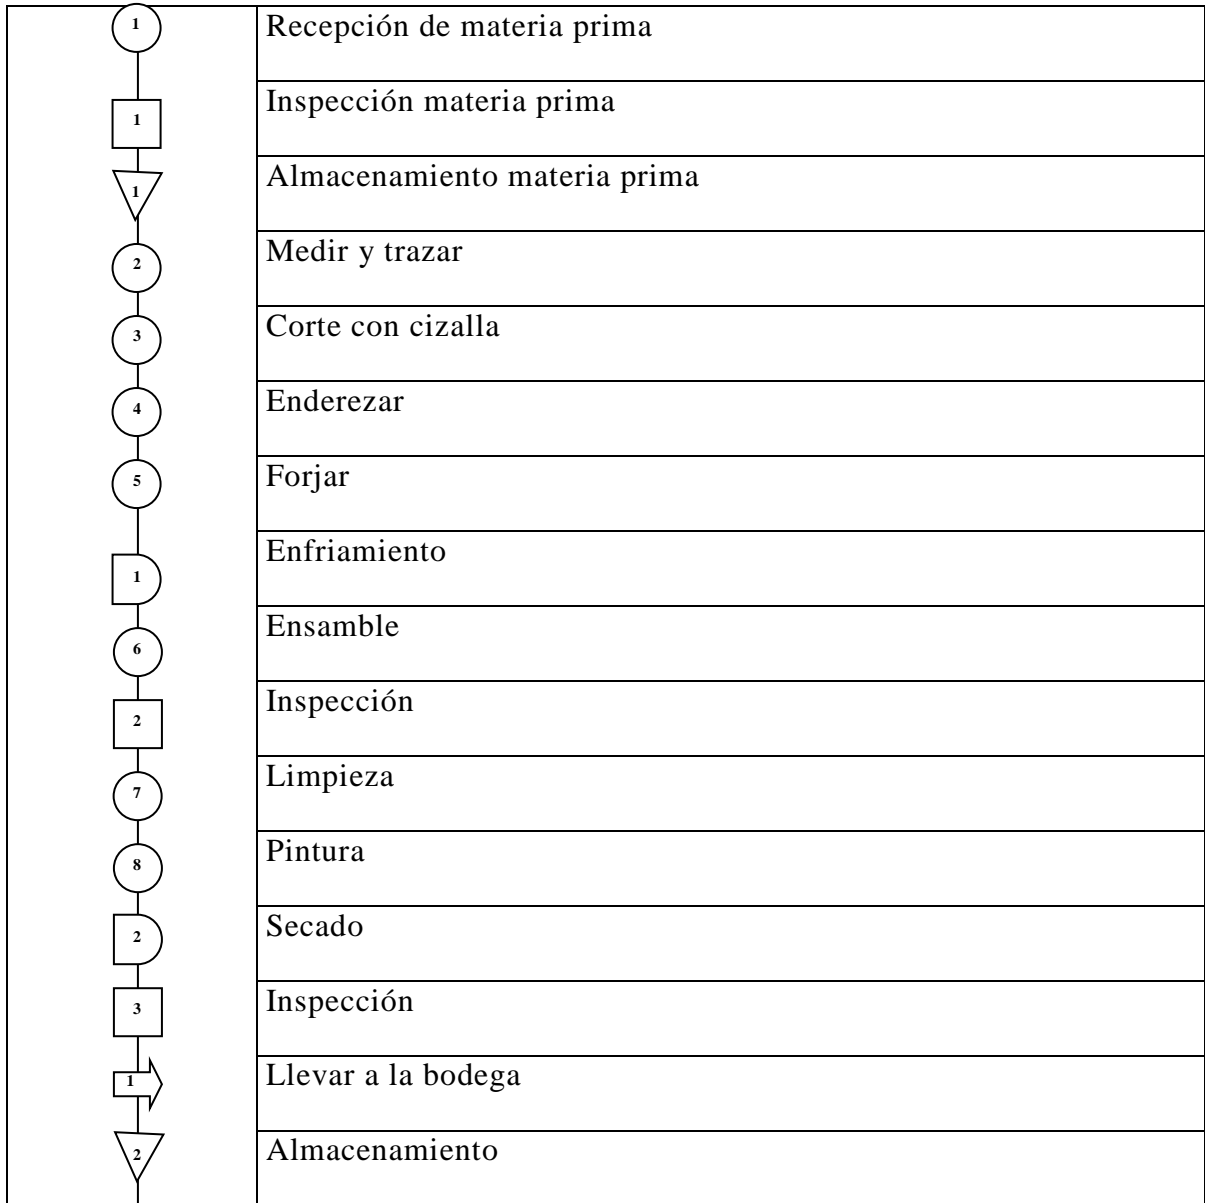 1 Recepción de materia prima
1 Inspección materia prima
1 Almacenamiento materia prima
2 Medir y trazar
3 Corte con cizalla
4 Enderezar
5 Forjar
1 Enfriamiento
6 Ensamble
2 Inspección
7 Limpieza
8 Pintura
2 Secado
3 Inspección
1 Llevar a la bodega
2 Almacenamiento